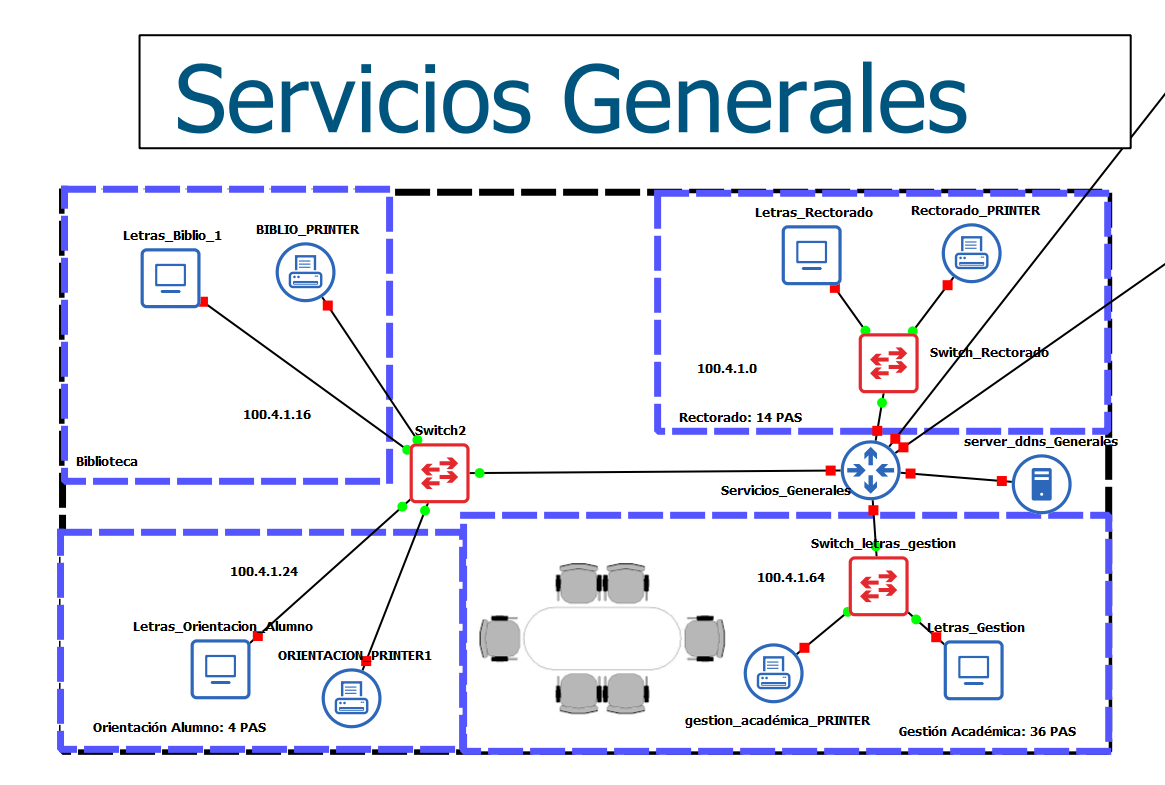 Servicios Generales
Letras_Biblio_1
BIBLIO_PRINTER
100.4.1.16
Biblioteca
Switch2
Letras_Rectorado
Rectorado_PRINTER
Switch_Rectorado
100.4.1.0
Rectorado: 14 PAS
server_ddns_Generales
Servicios_Generales
100.4.1.24
Letras_Orientacion_Alumno
ORIENTACION_PRINTER1
Orientación Alumno: 4 PAS
Switch_letras_gestion
100.4.1.64
Letras_Gestion
gestion_académica_PRINTER
Gestión Académica: 36 PAS